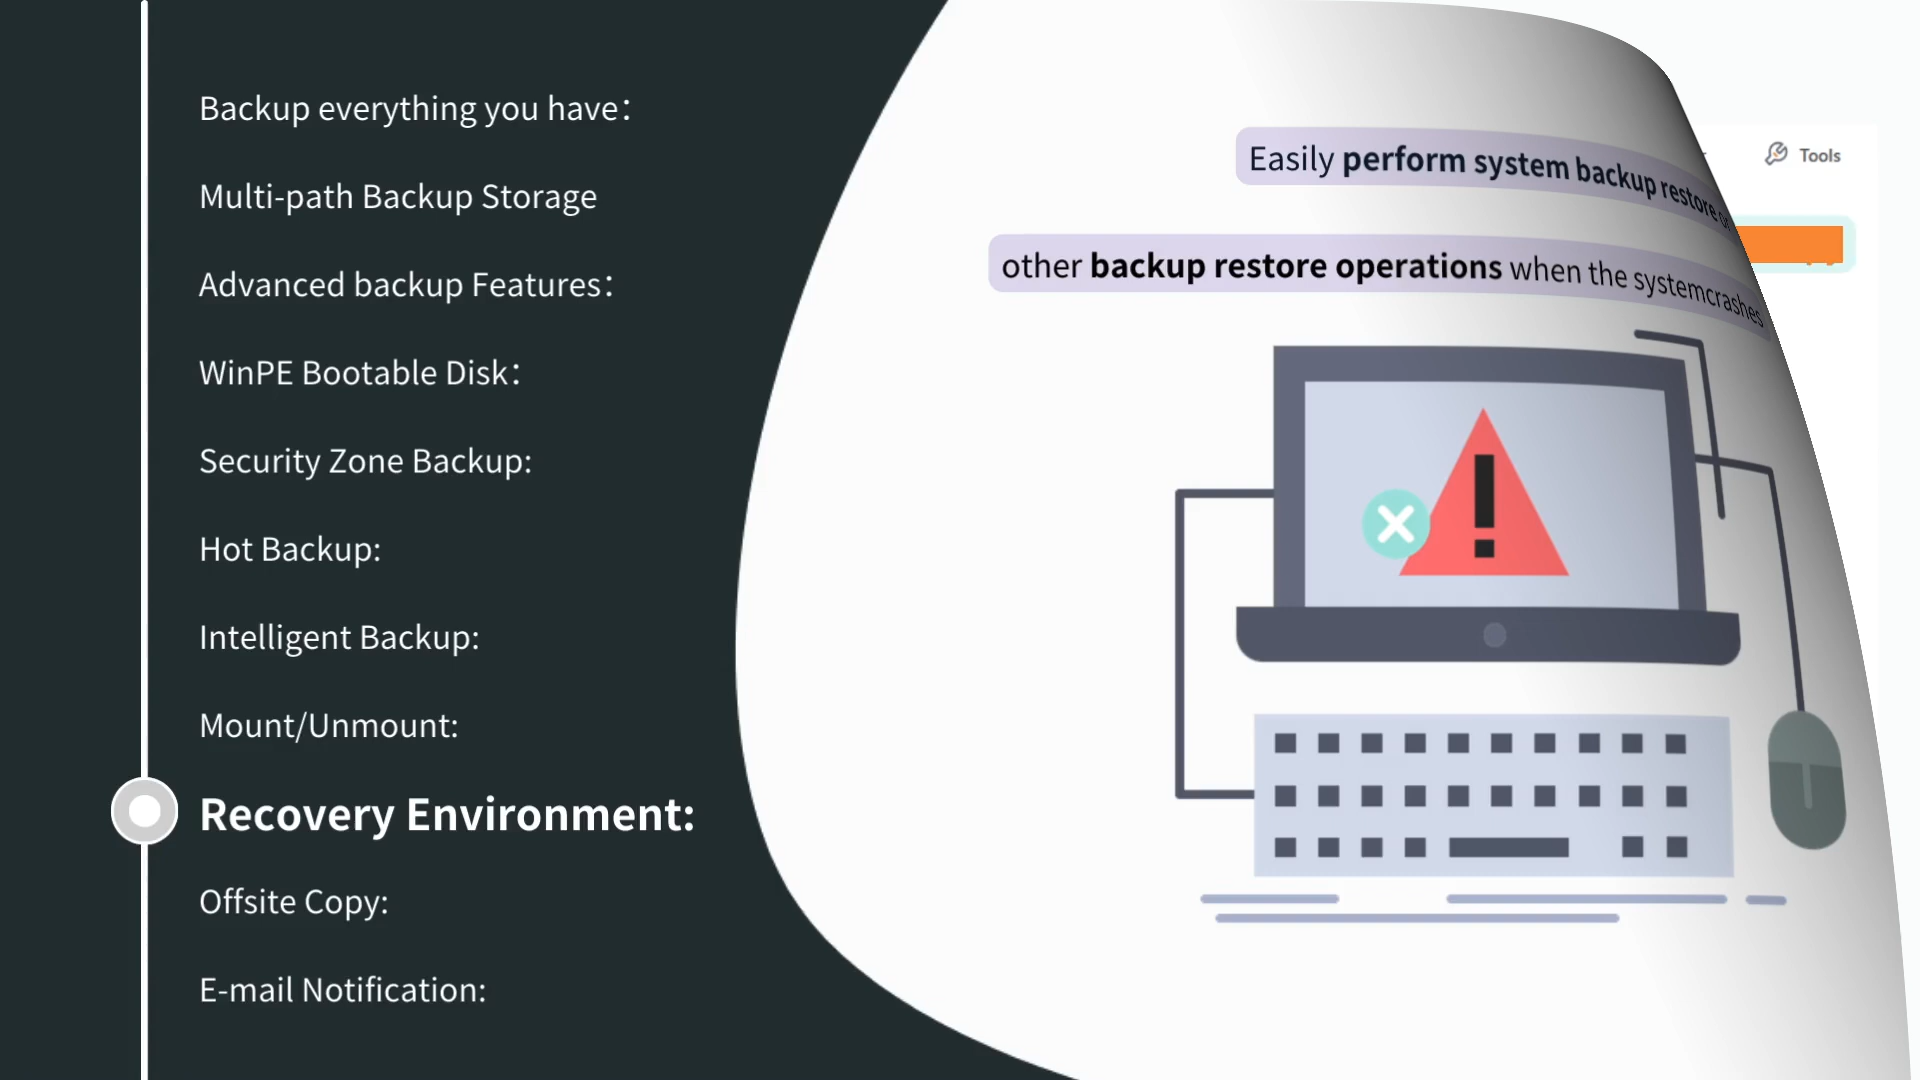 Backup everything you have：
Multi-path Backup Storage
Advanced backup Features：
WinPE Bootable Disk：
Security Zone Backup:
Hot Backup:
Intelligent Backup:
Mount/Unmount:
Recovery Environment:
Offsite Copy:
E-mail Notification:
Easily perform system backup restore or
other backup restore operations when the systemcrashes
Tools